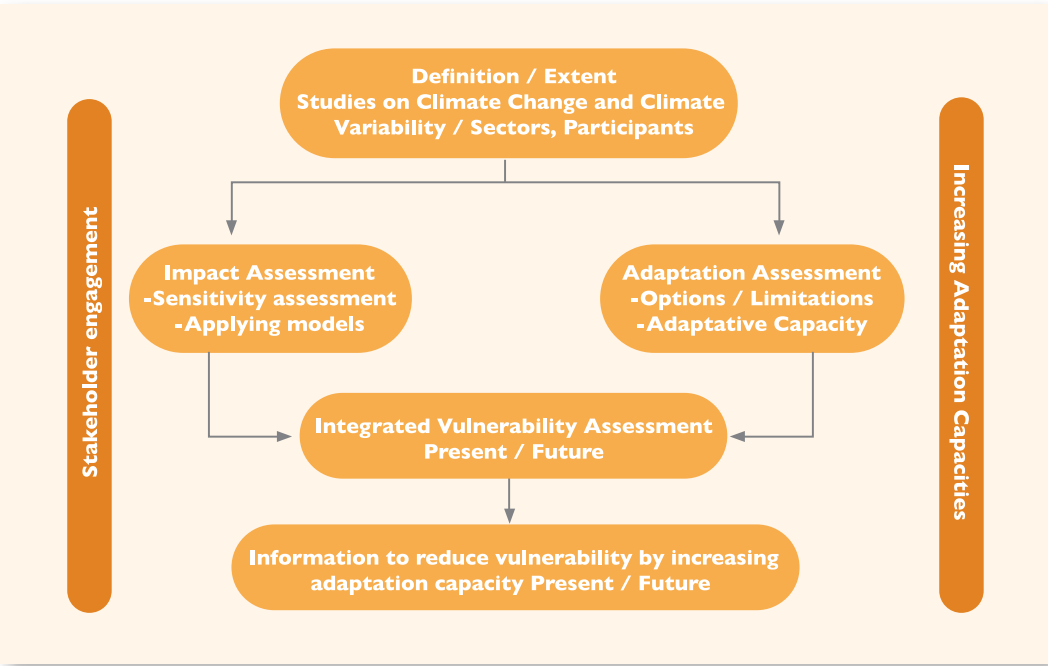 Definition / Extent
Studies on Climate Change and Climate
Variability / Sectors, Participants
Stakeholder engagement
Increasing Adaptation Capacities
Impact Assessment
-Sensitivity assessment
-Applying models
Adaptation Assessment
-Options / Limitations
-Adaptative Capacity
Integrated Vulnerability Assessment
Present / Future
Information to reduce vulnerability by increasing
adaptation capacity Present / Future